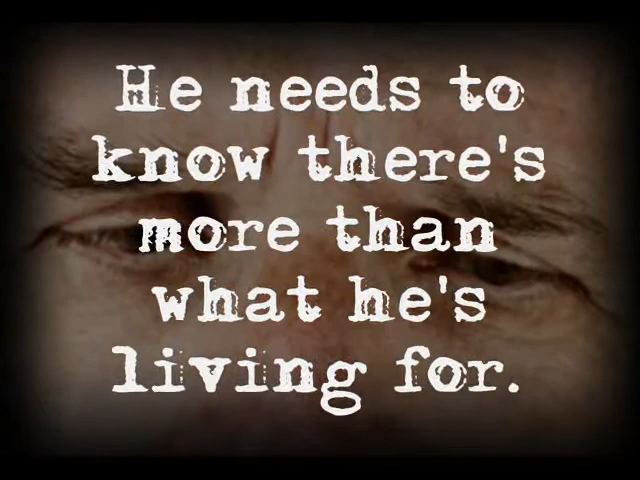 He needs to
know there's
more than
what he's
living for.